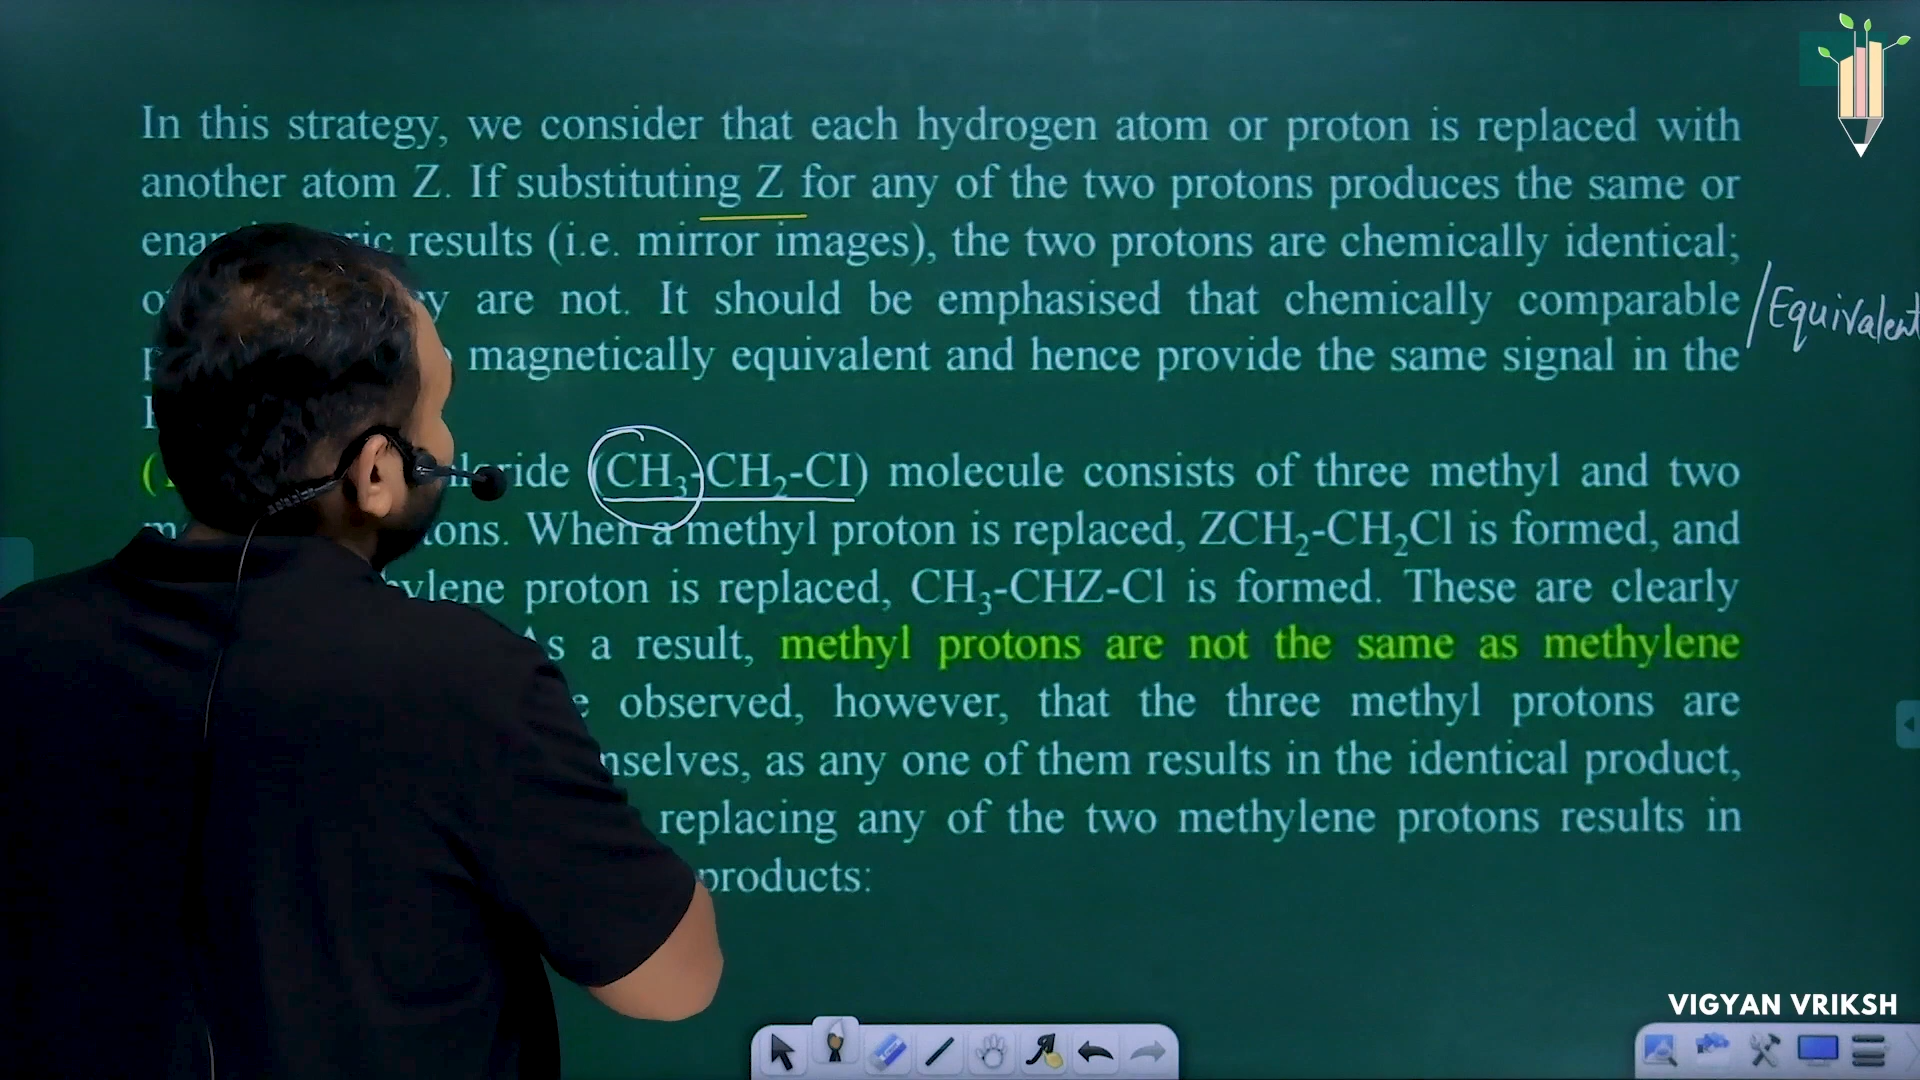 In this strategy, we consider that each hydrogen atom or proton is replaced with
another atom Z. If substituting Z for any of the two protons produces the same or
results (i.e. mirror images), the two protons are chemically identical;
are not. It should be emphasised that chemically comparable /Equivalent
magnetically equivalent and hence provide the same signal in the
(CH₃-CH₂-CI) molecule consists of three methyl and two
When a methyl proton is replaced, ZCH₂-CH₂Cl is formed, and
proton is replaced, CH₃-CHZ-Cl is formed. These are clearly
As a result, methyl protons are not the same as methylene
observed, however, that the three methyl protons are
as any one of them results in the identical product,
replacing any of the two methylene protons results in
products:
VIGYAN VRIKSH